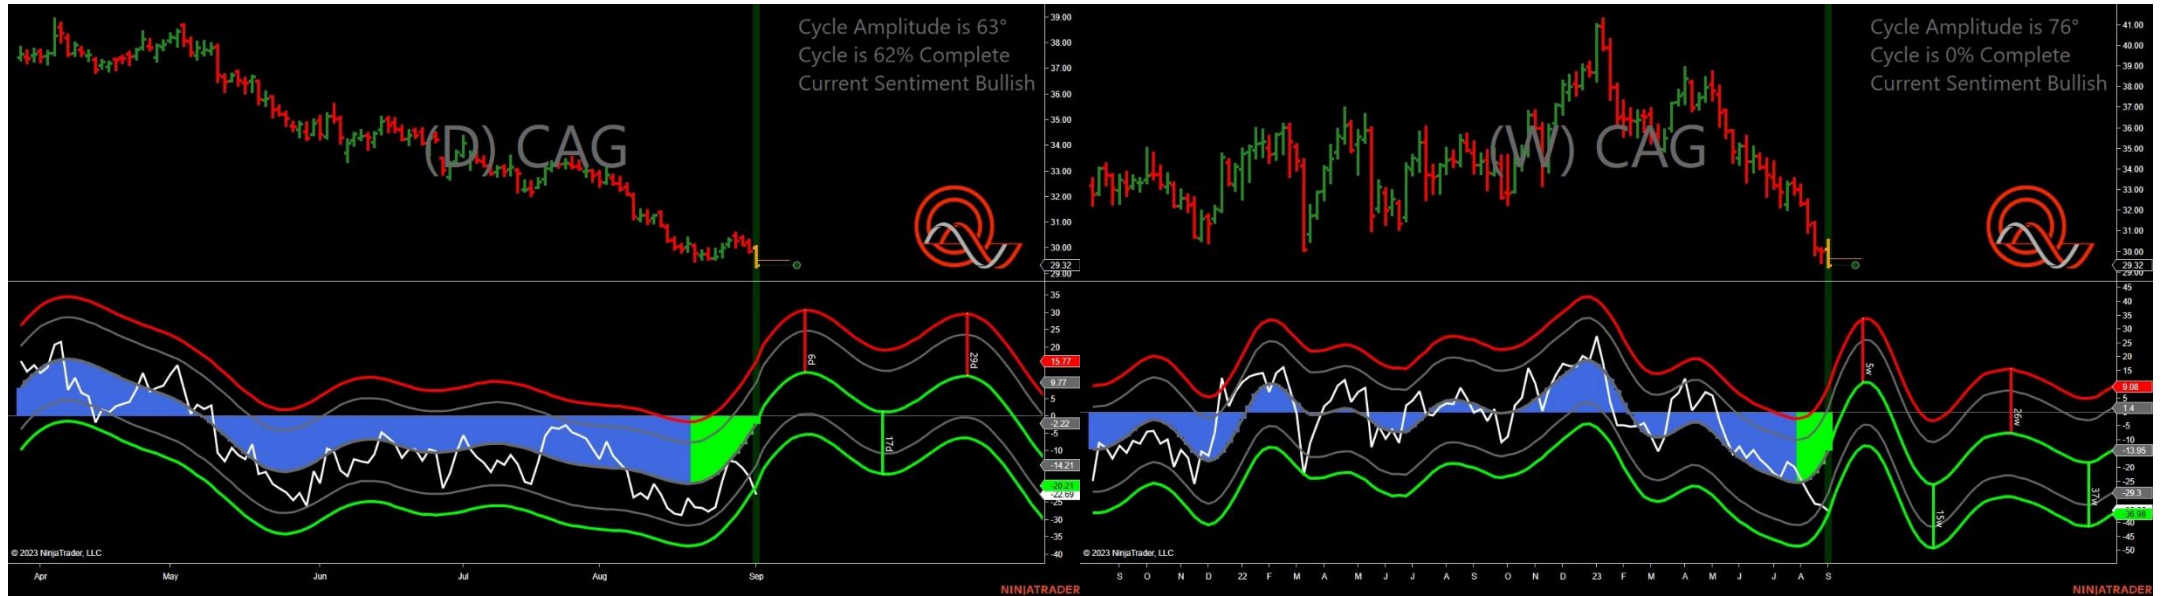 Cycle Amplitude is 63°
Cycle is 62% Complete
Current Sentiment Bullish
(D) CAG
39.00
38.00
37.00
36.00
35.00
34.00
33.00
32.00
31.00
30.00
29.32
29.00
35
30
25
20
15.77
9.77
5
0
-2.22
-5
-10
-14.21
-20.21
-22.69
-25
-30
-35
-40
6d
17d
29d
© 2023 NinjaTrader, LLC
Apr
May
Jun
Jul
Aug
Sep
NINJATRADER
Cycle Amplitude is 76°
Cycle is 0% Complete
Current Sentiment Bullish
(W) CAG
41.00
40.00
39.00
38.00
37.00
36.00
35.00
34.00
33.00
32.00
31.00
30.00
29.32
29.00
45
40
35
30
25
20
15
9.08
5
1.4
-5
-10
-13.95
-20
-25
-29.3
-36.98
-40
-45
-50
5w
15w
26w
37w
© 2023 NinjaTrader, LLC
S
O
N
D
22
F
M
A
M
J
J
A
S
O
N
D
23
F
M
A
M
J
J
A
S
NINJATRADER